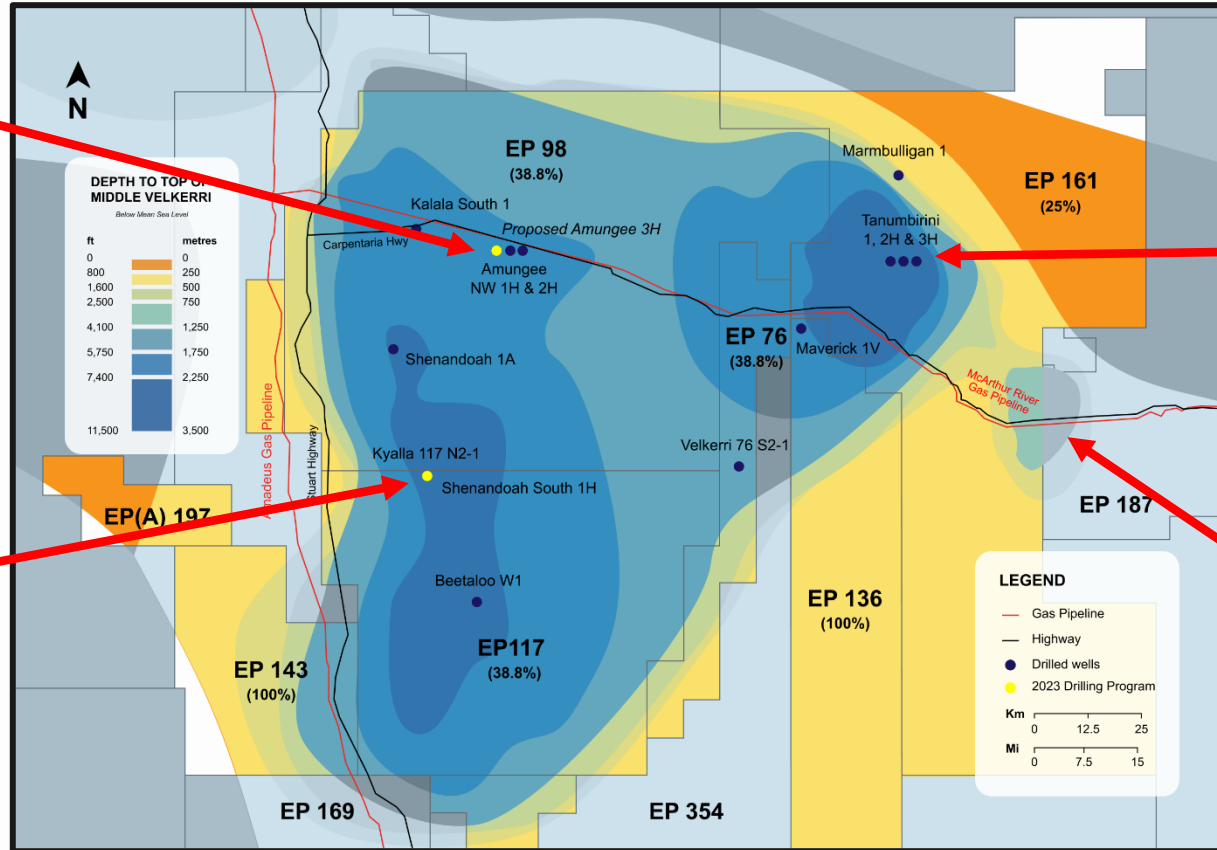 N
DEPTH TO TOP OF
MIDDLE VELKERRI
Below Mean Sea Level
ft metres
0 0
800 250
1,600 500
2,500 750
4,100 1,250
5,750 1,750
7,400 2,250
11,500 3,500
EP 98
(38.8%)
Kalala South 1
Carpentaria Hwy
Proposed Amungee 3H
Amungee
NW 1H & 2H
Marmbulligan 1
EP 161
(25%)
Tanumbirini
1, 2H & 3H
EP 76
(38.8%)
Maverick 1V
Shenandoah 1A
McArthur River
Gas Pipeline
Amadeus Gas Pipeline
Stuart Highway
Kyalla 117 N2-1
Shenandoah South 1H
Velkerri 76 S2-1
EP 187
EP(A) 197
Beetaloo W1
EP117
(38.8%)
EP 136
(100%)
EP 143
(100%)
EP 169
EP 354
LEGEND
Gas Pipeline
Highway
Drilled wells
2023 Drilling Program
Km
0 12.5 25
Mi
0 7.5 15